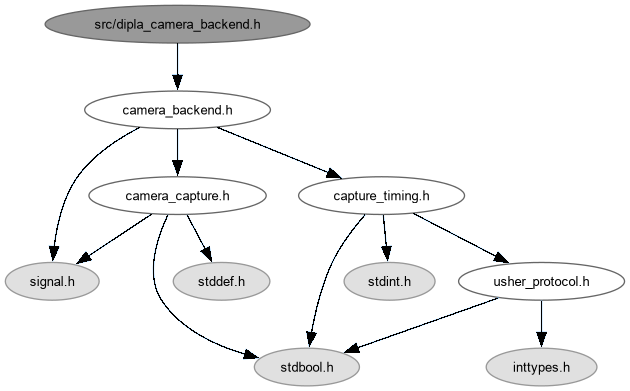 src/dipla_camera_backend.h
camera_backend.h
camera_capture.h
capture_timing.h
signal.h
stddef.h
stdint.h
usher_protocol.h
stdbool.h
inttypes.h